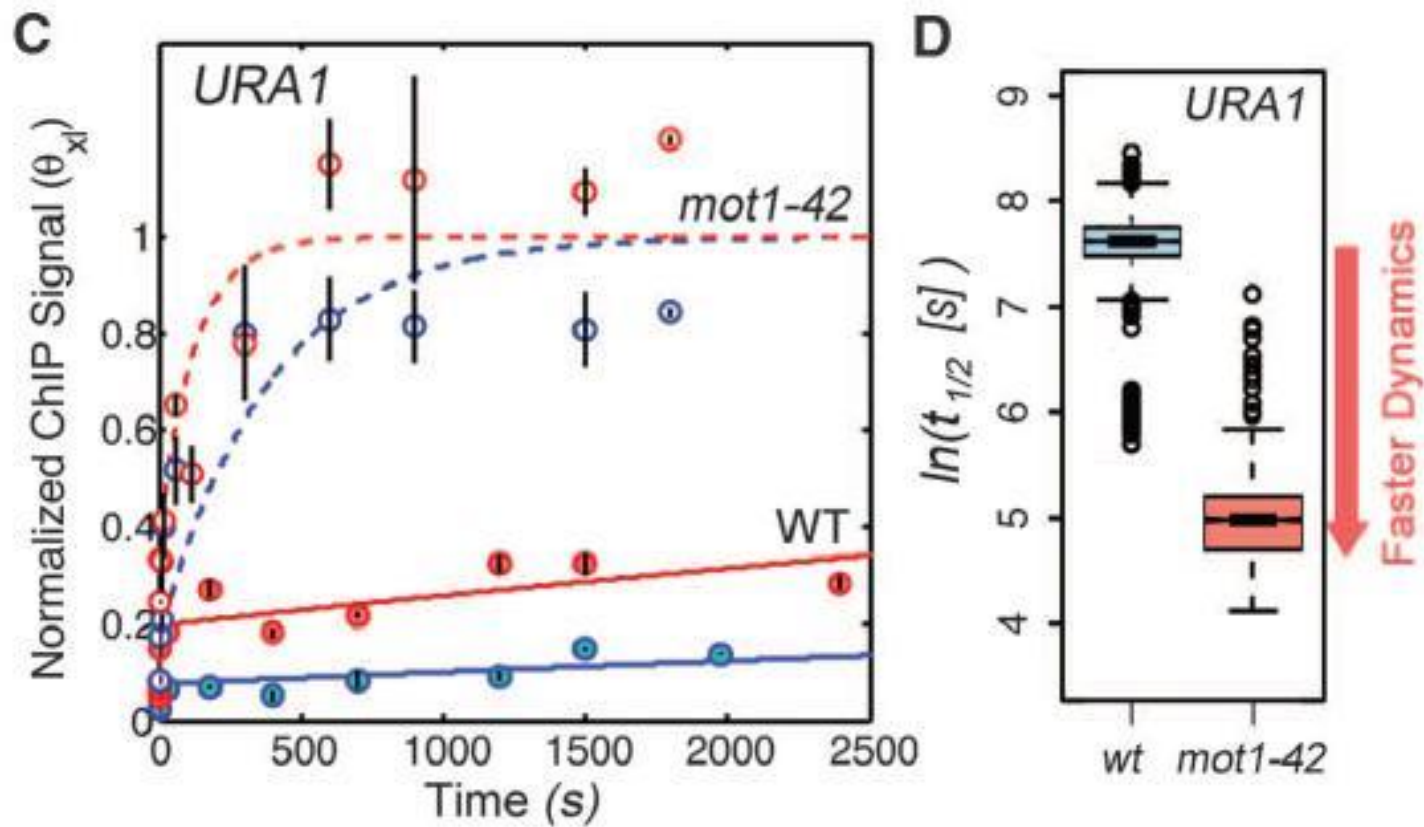 C
URA1
Normalized ChIP Signal (θxl)
mot1-42
WT
1
0.8
0.6
0.4
0.2
0
0 500 1000 1500 2000 2500
Time (s)
D
URA1
ln(t 1/2 [s])
9
8
7
6
5
4
wt mot1-42
Faster Dynamics